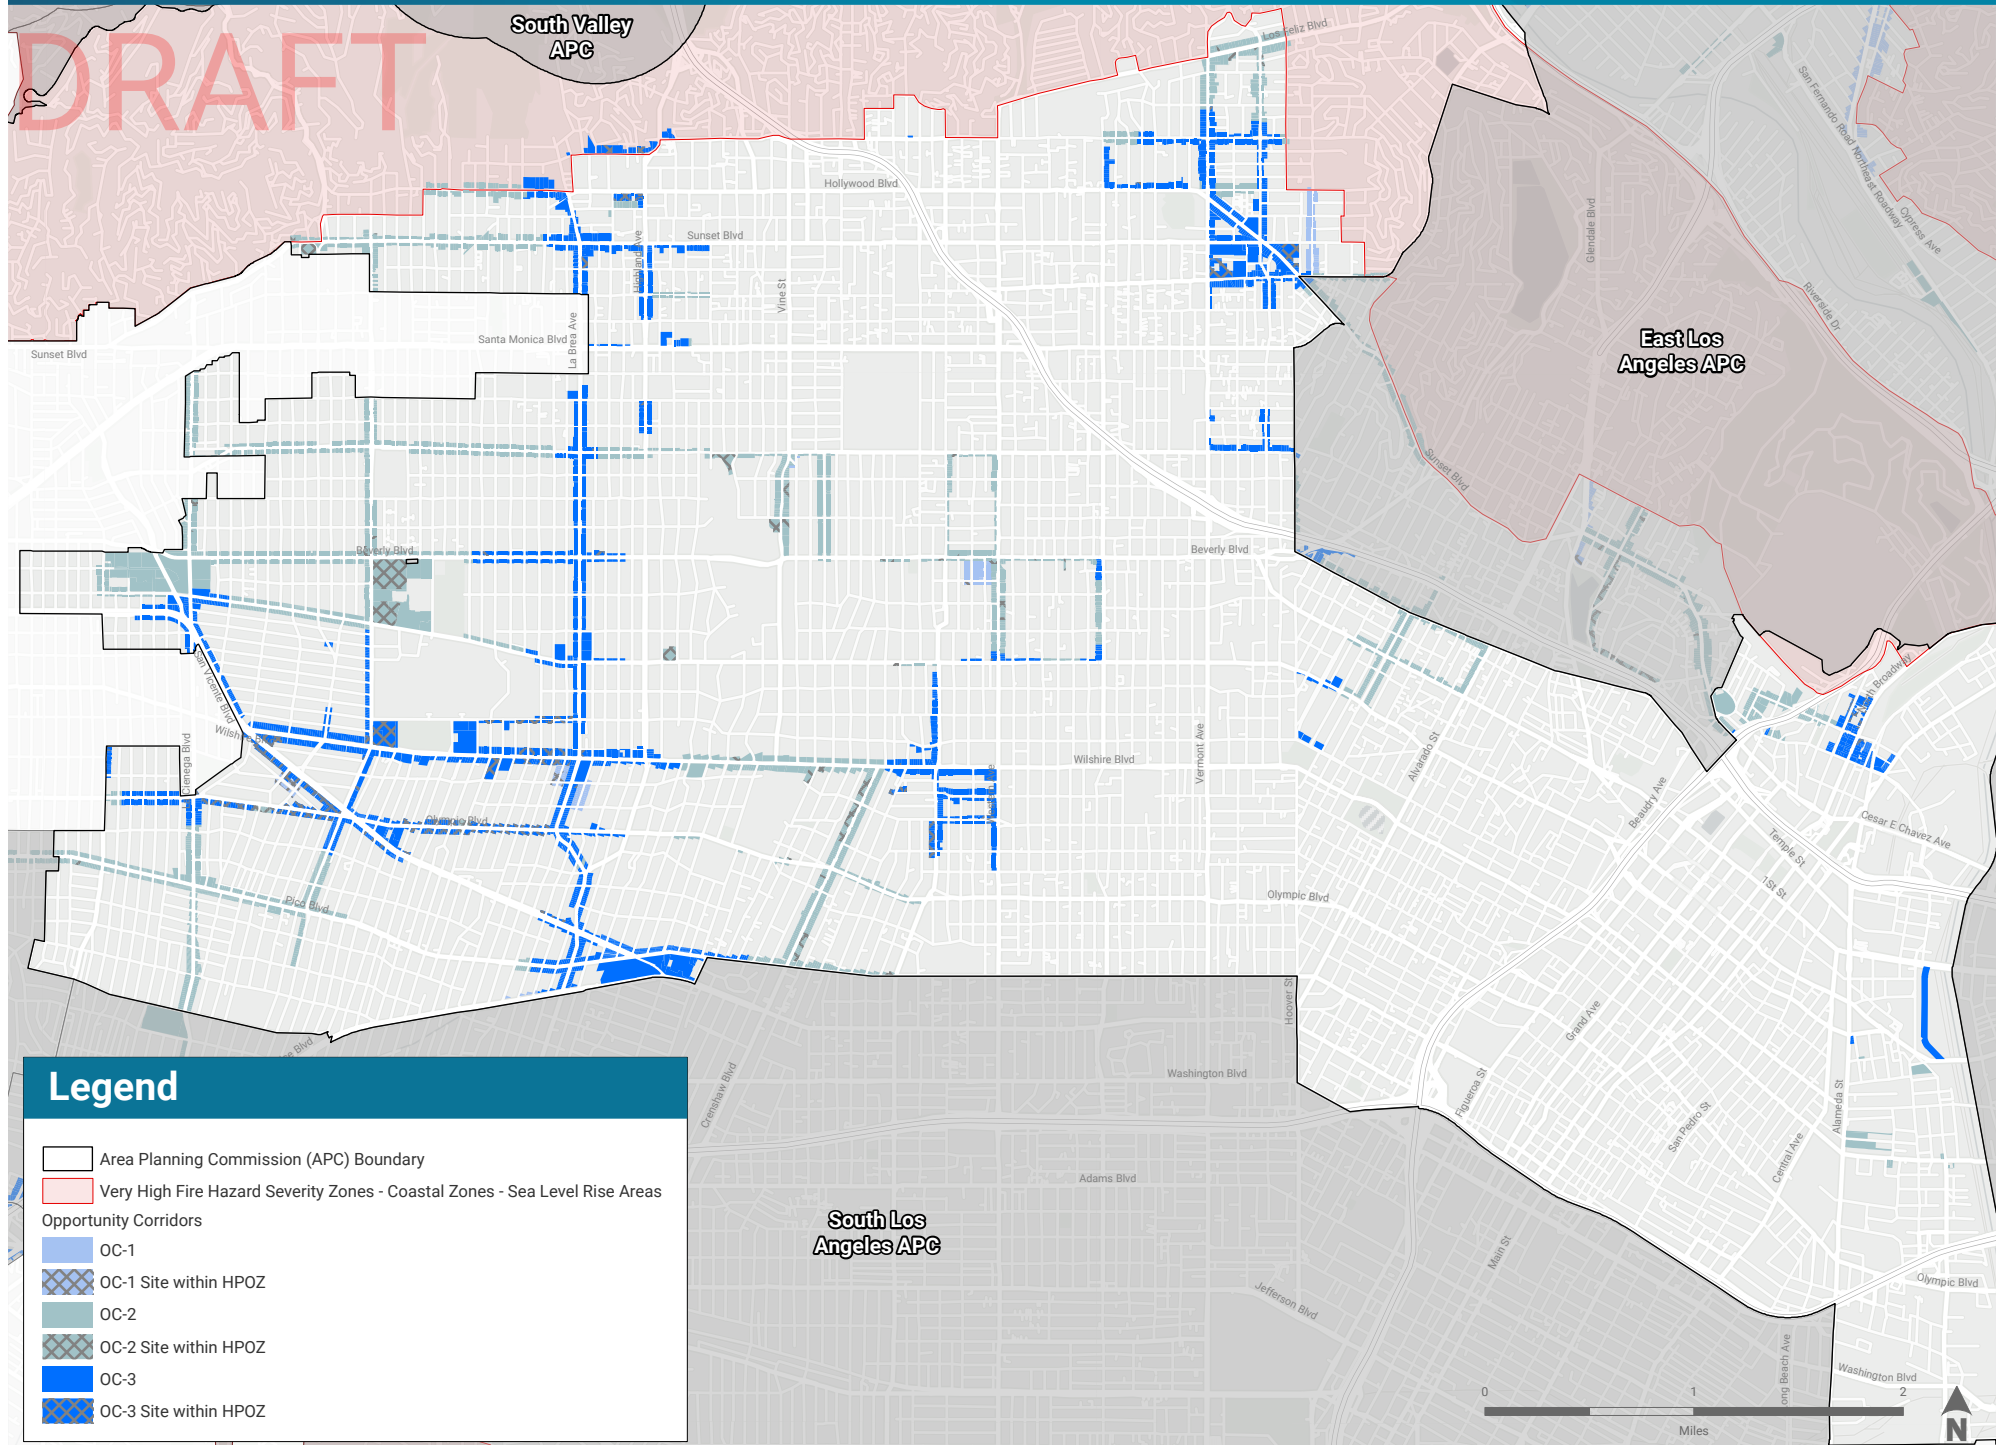 DRAFT
South Valley
APC
Los Feliz Blvd
San Fernando Road
Northeast Roadway
Cypress Ave
Riverside Dr
Glendale Blvd
Hollywood Blvd
Sunset Blvd
Highland Ave
Vine St
Santa Monica Blvd
La Brea Ave
Sunset Blvd
East Los
Angeles APC
Sunset Blvd
Beverly Blvd
Beverly Blvd
San Vicente Blvd
North Broadway
Wilshire Blvd
La Cienega Blvd
Wilshire Blvd
Vermont Ave
Western Ave
Alvarado St
Beaudry Ave
Cesar E Chavez Ave
Temple St
1St St
Olympic Blvd
Pico Blvd
Olympic Blvd
Hoover St
Grand Ave
Figueroa St
San Pedro St
Central Ave
Alameda St
Crenshaw Blvd
Washington Blvd
Adams Blvd
South Los
Angeles APC
Jefferson Blvd
Main St
Long Beach Ave
Olympic Blvd
Washington Blvd
Legend
Area Planning Commission (APC) Boundary
Very High Fire Hazard Severity Zones - Coastal Zones - Sea Level Rise Areas
Opportunity Corridors
OC-1
OC-1 Site within HPOZ
OC-2
OC-2 Site within HPOZ
OC-3
OC-3 Site within HPOZ
0 1 2
Miles
N